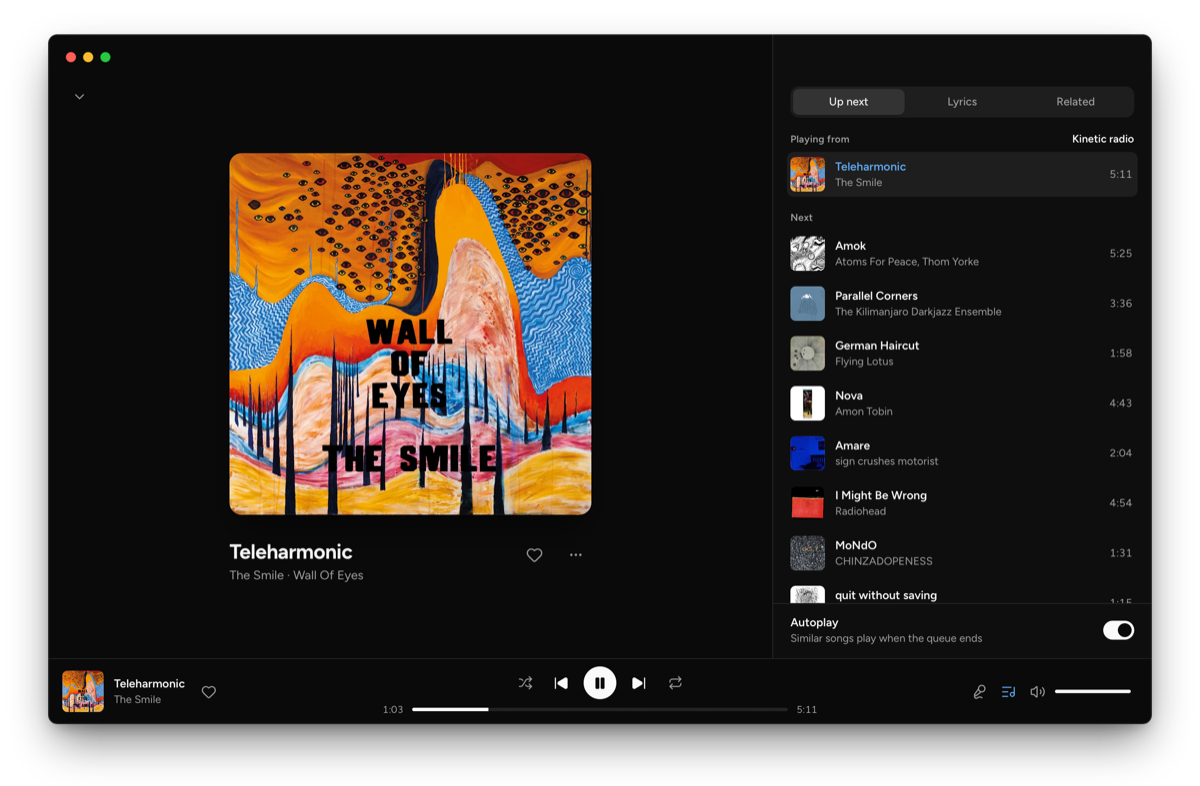 Up next
Lyrics
Related
Playing from
Kinetic radio
Teleharmonic
The Smile
5:11
Next
Amok
Atoms For Peace, Thom Yorke
5:25
Parallel Corners
The Kilimanjaro Darkjazz Ensemble
3:36
German Haircut
Flying Lotus
1:58
Nova
Amon Tobin
4:43
Amare
sign crushes motorist
2:04
I Might Be Wrong
Radiohead
4:54
MoNdO
CHINZADOPENESS
1:31
quit without saving
1:15
Autoplay
Similar songs play when the queue ends
WALL
OF
EYES
THE SMILE
Teleharmonic
The Smile · Wall Of Eyes
Teleharmonic
The Smile
1:03
5:11